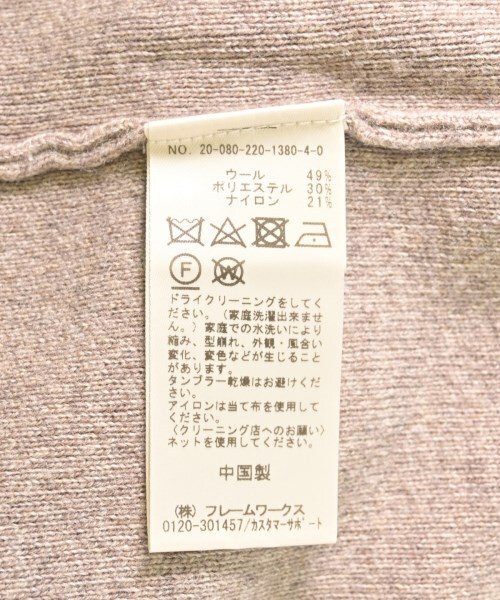 NO. 20-080-220-1380-4-0
ウール 49%
ポリエステル 30%
ナイロン 21%
F
W
ドライクリーニングをしてく
ださい。(家庭洗濯出来ませ
ん。)家庭での水洗いにより
縮み、型崩れ、外観・風合い
変化、変色などが生じること
があります。
タンブラー乾燥はお避けくだ
さい。
アイロンは当て布を使用して
ください。
〈クリーニング店へのお願い〉
ネットを使用してください。
中国製
(株) フレームワークス
0120-301457/カスタマーサポート